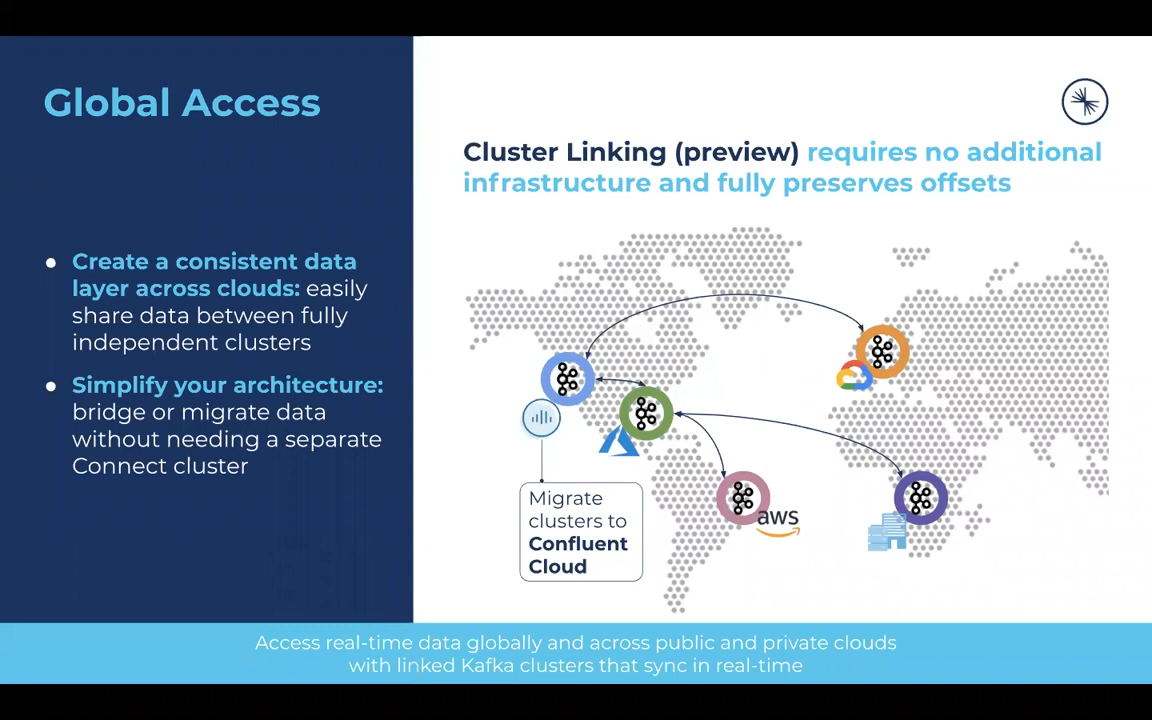 Global Access
Cluster Linking (preview) requires no additional
infrastructure and fully preserves offsets
● Create a consistent data
layer across clouds: easily
share data between fully
independent clusters
● Simplify your architecture:
bridge or migrate data
without needing a separate
Connect cluster
Migrate
clusters to
Confluent
Cloud
aws
Access real-time data globally and across public and private clouds
with linked Kafka clusters that sync in real-time